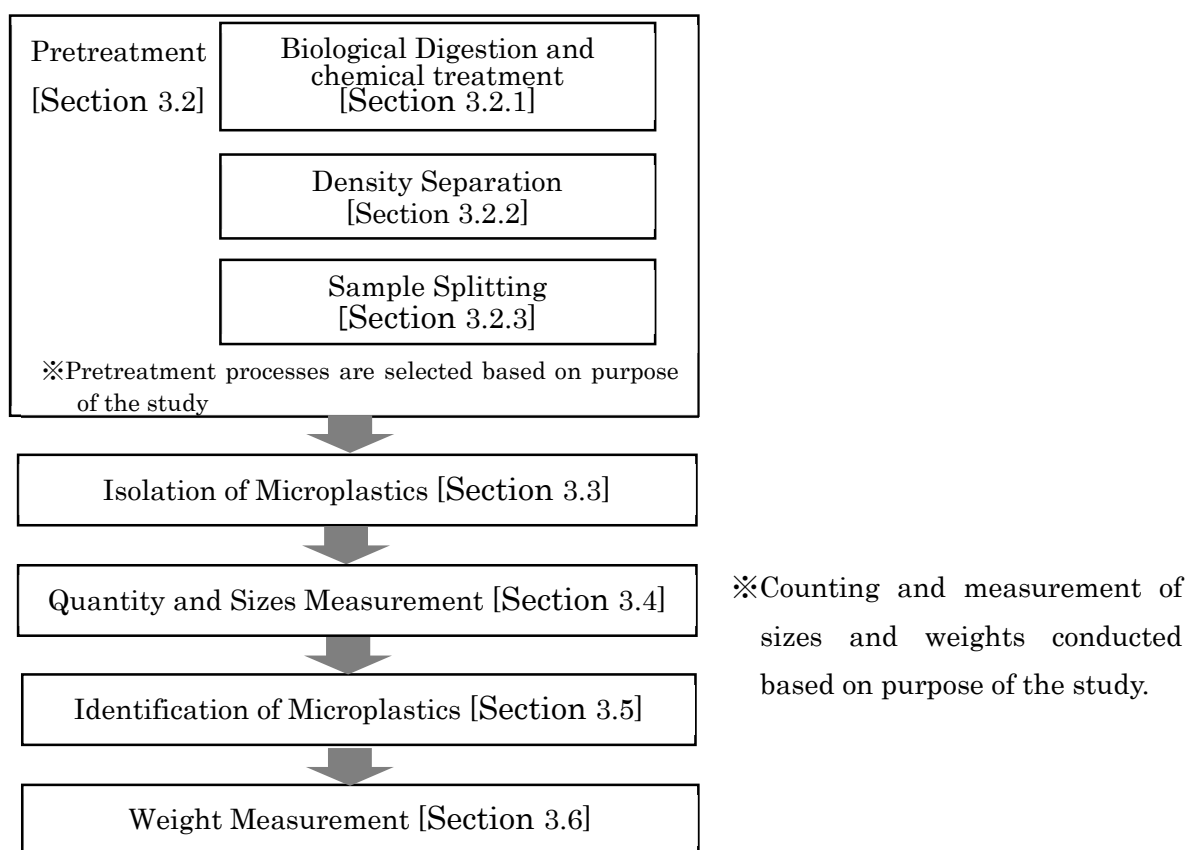 Pretreatment
[Section 3.2]
Biological Digestion and
chemical treatment
[Section 3.2.1]
Density Separation
[Section 3.2.2]
Sample Splitting
[Section 3.2.3]
※Pretreatment processes are selected based on purpose
of the study
Isolation of Microplastics [Section 3.3]
Quantity and Sizes Measurement [Section 3.4]
※Counting and measurement of
sizes and weights conducted
based on purpose of the study.
Identification of Microplastics [Section 3.5]
Weight Measurement [Section 3.6]